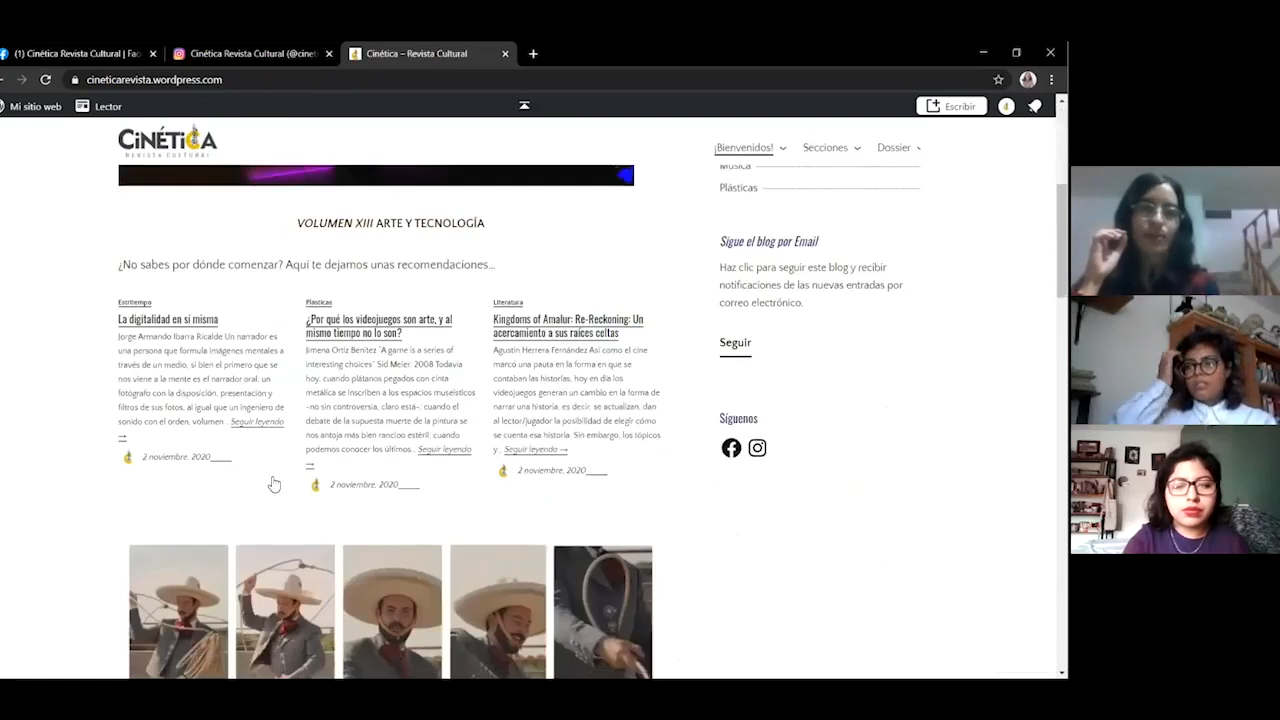 (1) Cinética Revista Cultural | Fac
Cinética Revista Cultural (@cinet
Cinética – Revista Cultural
cineticarevista.wordpress.com
Mi sitio web
Lector
Escribir
CiNÉTiCA
REVISTA CULTURAL
¡Bienvenidos!
Secciones
Dossier
Música
Plásticas
VOLUMEN XIII ARTE Y TECNOLOGÍA
¿No sabes por dónde comenzar? Aquí te dejamos unas recomendaciones...
Estritiempo
La digitalidad en sí misma
Jorge Armando Ibarra Ricalde Un narrador es
una persona que formula imágenes mentales a
través de un medio, si bien el primero que se
nos viene a la mente es el narrador oral; un
fotógrafo con la disposición, presentación y
filtros de sus fotos, al igual que un ingeniero de
sonido con el orden, volumen... Seguir leyendo
→
2 noviembre, 2020
Plásticas
¿Por qué los videojuegos son arte, y al
mismo tiempo no lo son?
Jimena Ortiz Benítez "A game is a series of
interesting choices" Sid Meier, 2008 Todavía
hoy, cuando plátanos pegados con cinta
metálica se inscriben a los espacios museísticos
-no sin controversia, claro está-; cuando el
debate de la supuesta muerte de la pintura se
nos antoja más bien rancioo estéril, cuando
podemos conocer los últimos... Seguir leyendo
→
2 noviembre, 2020
Literatura
Kingdoms of Amalur: Re-Reckoning: Un
acercamiento a sus raíces celtas
Agustín Herrera Fernández Así como el cine
marcó una pauta en la forma en que se
contaban las historias, hoy en día los
videojuegos generan un cambio en la forma de
narrar una historia, es decir, se actualizan, dan
al lector/jugador la posibilidad de elegir cómo
se cuenta esa historia. Sin embargo, los tópicos
y... Seguir leyendo →
2 noviembre, 2020
Sigue el blog por Email
Haz clic para seguir este blog y recibir
notificaciones de las nuevas entradas por
correo electrónico.
Seguir
Síguenos